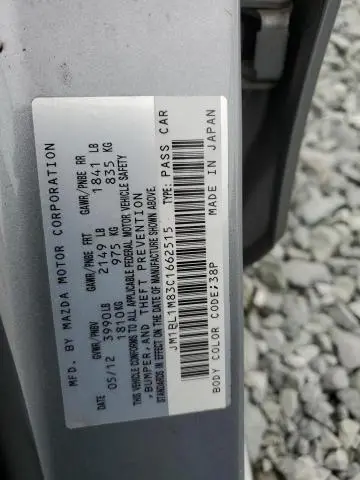 MFD. BY MAZDA MOTOR CORPORATION
DATE GVWR/PNBV GAWR/PNBE FRT GAWR/PNBE RR
05/12 3990LB 2149 LB 1841 LB
1810KG 975 KG 835 KG
THIS VEHICLE CONFORMS TO ALL APPLICABLE FEDERAL MOTOR VEHICLE SAFETY
,BUMPER,AND THEFT PREVENTION STANDARDS IN EFFECT ON THE DATE OF MANUFACTURE SHOWN ABOVE.
JM1BL1M83C1662515 TYPE: PASS CAR
BODY COLOR CODE:38P MADE IN JAPAN